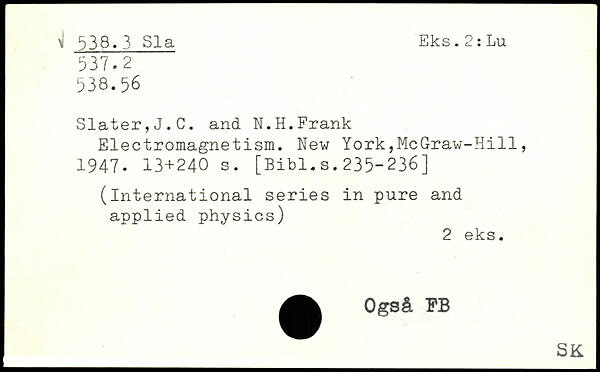 √ 538.3 Sla Eks.2:Lu
537.2
538.56
Slater,J.C. and N.H.Frank
Electromagnetism. New York,McGraw-Hill,
1947. 13+240 s. [Bibl.s.235-236]
(International series in pure and
applied physics)
2 eks.
Også FB
SK